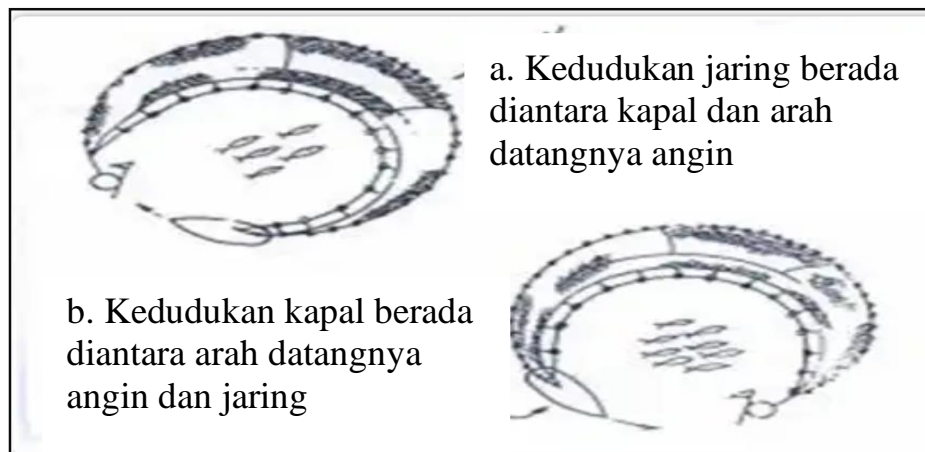 a. Kedudukan jaring berada
diantara kapal dan arah
datangnya angin
b. Kedudukan kapal berada
diantara arah datangnya
angin dan jaring